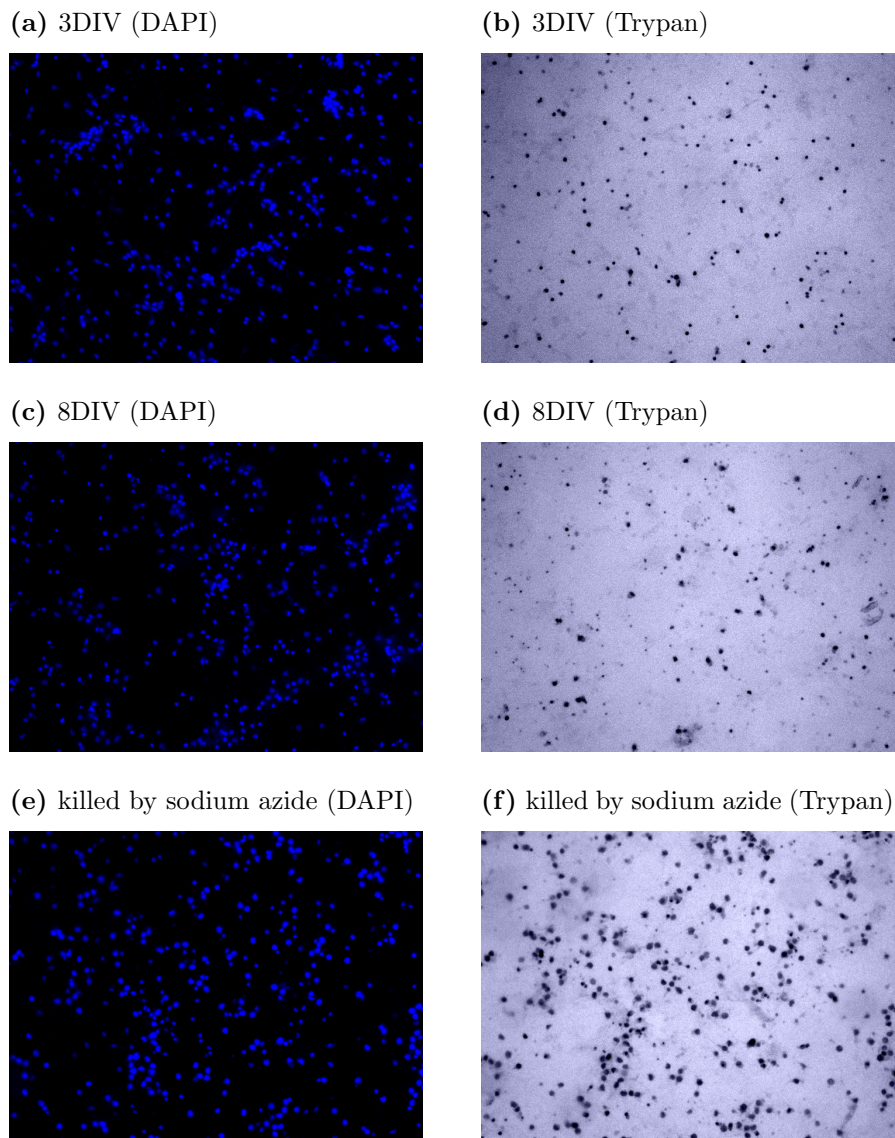 (a) 3DIV (DAPI)
(b) 3DIV (Trypan)
(c) 8DIV (DAPI)
(d) 8DIV (Trypan)
(e) killed by sodium azide (DAPI)
(f) killed by sodium azide (Trypan)